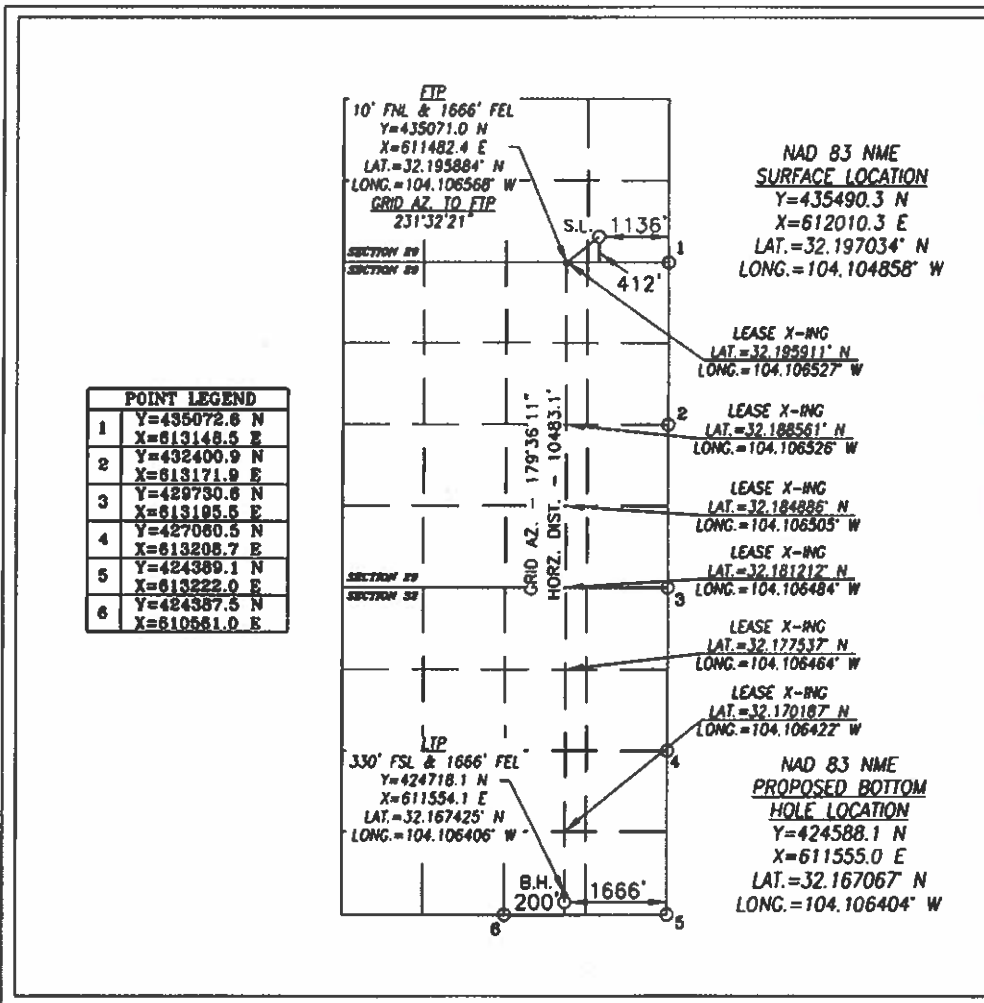 FTP
10' FNL & 1666' FEL
Y=435071.0 N
X=611482.4 E
LAT.=32.195884° N
LONG.=104.106568° W
GRID AZ. TO FTP
231°32'21"
NAD 83 NME
SURFACE LOCATION
Y=435490.3 N
X=612010.3 E
LAT.=32.197034° N
LONG.=104.104858° W
S.L.
1136'
1
412'
SECTION 29
LEASE X-ING
LAT.=32.195911° N
LONG.=104.106527° W
POINT LEGEND
1 Y=435072.6 N
X=613148.5 E
2 Y=432400.9 N
X=613171.9 E
3 Y=429730.6 N
X=613195.5 E
4 Y=427060.5 N
X=613208.7 E
5 Y=424389.1 N
X=613222.0 E
6 Y=424387.5 N
X=610561.0 E
2
LEASE X-ING
LAT.=32.188561° N
LONG.=104.106526° W
GRID AZ. - 179°36'11"
HORZ. DIST. - 10483.1'
LEASE X-ING
LAT.=32.184886° N
LONG.=104.106505° W
LEASE X-ING
LAT.=32.181212° N
LONG.=104.106484° W
SECTION 29
SECTION 32
3
LEASE X-ING
LAT.=32.177537° N
LONG.=104.106464° W
LEASE X-ING
LAT.=32.170187° N
LONG.=104.106422° W
4
LTP
330' FSL & 1666' FEL
Y=424718.1 N
X=611554.1 E
LAT.=32.167425° N
LONG.=104.106406° W
NAD 83 NME
PROPOSED BOTTOM
HOLE LOCATION
Y=424588.1 N
X=611555.0 E
LAT.=32.167067° N
LONG.=104.106404° W
B.H.
200'
1666'
6
5